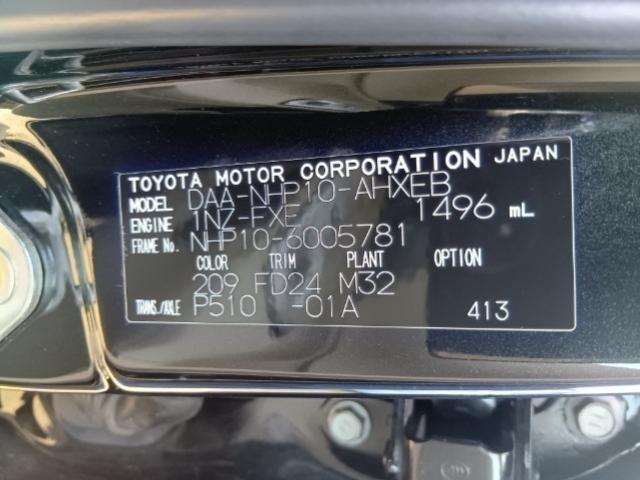 TOYOTA MOTOR CORPORATION JAPAN
MODEL DAA-NHP10-AHXEB
ENGINE 1NZ-FXE 1496 mL
FRAME No. NHP10-6005781
COLOR TRIM PLANT OPTION
209 FD24 M32
TRANS./AXLE P510 -01A 413